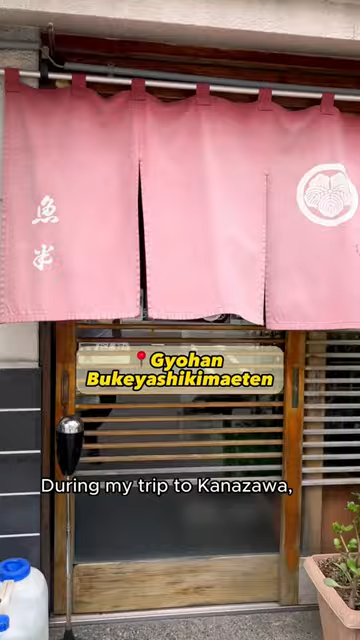 魚
半
Gyohan
Bukeyashikimaeten
During my trip to Kanazawa,